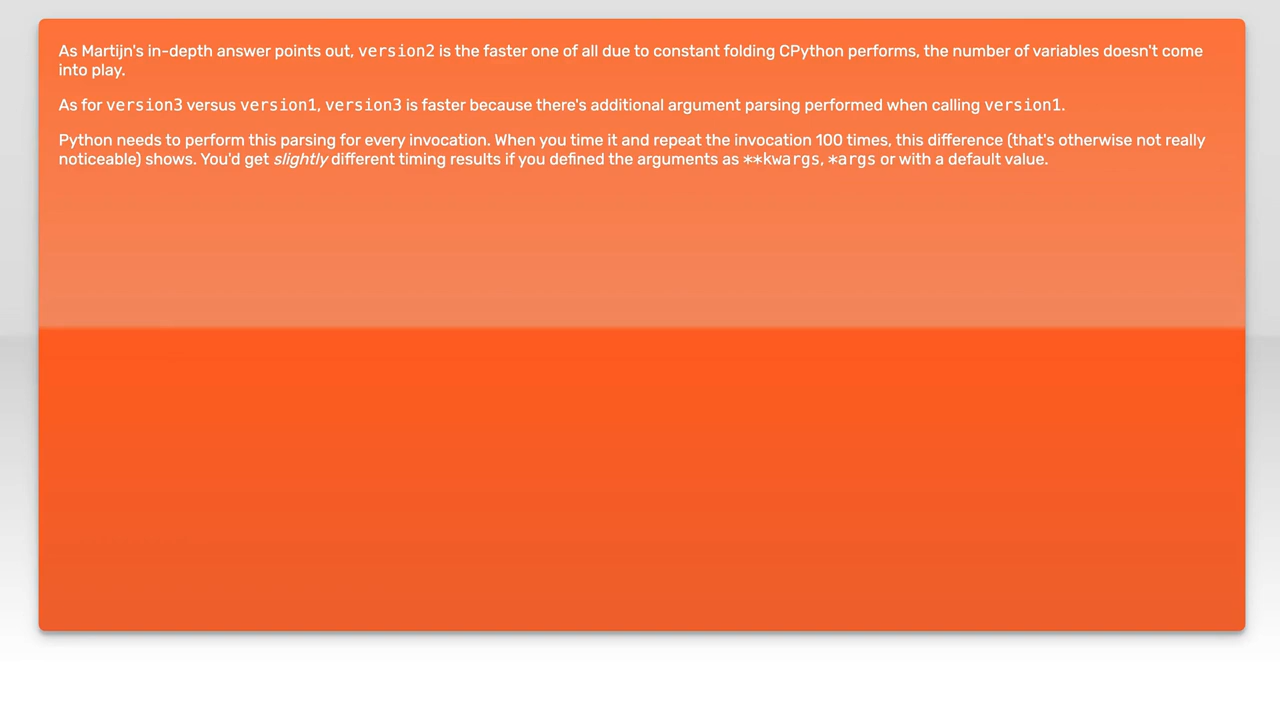 As Martijn's in-depth answer points out, version2 is the faster one of all due to constant folding CPython performs, the number of variables doesn't come
into play.
As for version3 versus version1, version3 is faster because there's additional argument parsing performed when calling version1.
Python needs to perform this parsing for every invocation. When you time it and repeat the invocation 100 times, this difference (that's otherwise not really
noticeable) shows. You'd get slightly different timing results if you defined the arguments as **kwargs, *args or with a default value.